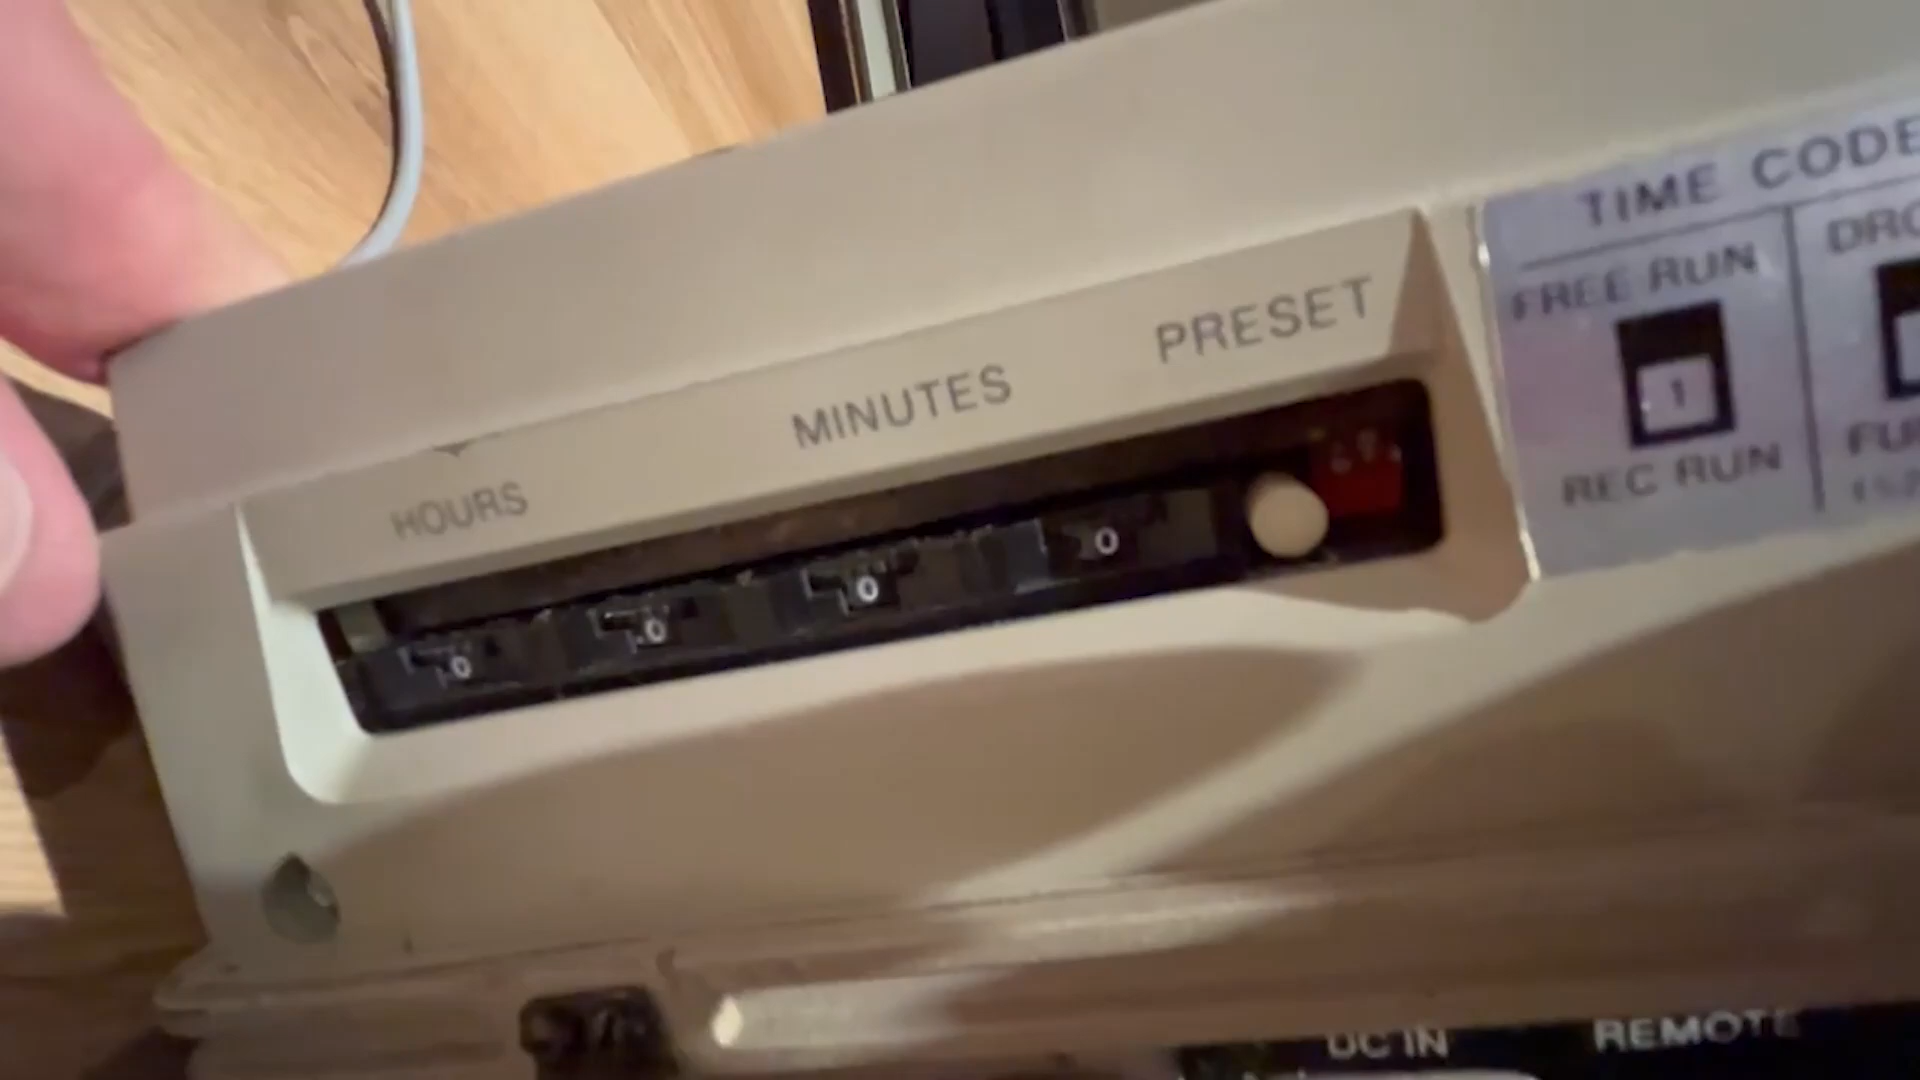 TIME CODE
HOURS MINUTES PRESET
0 0 0 0
FREE RUN
1
REC RUN
DC IN REMOTE